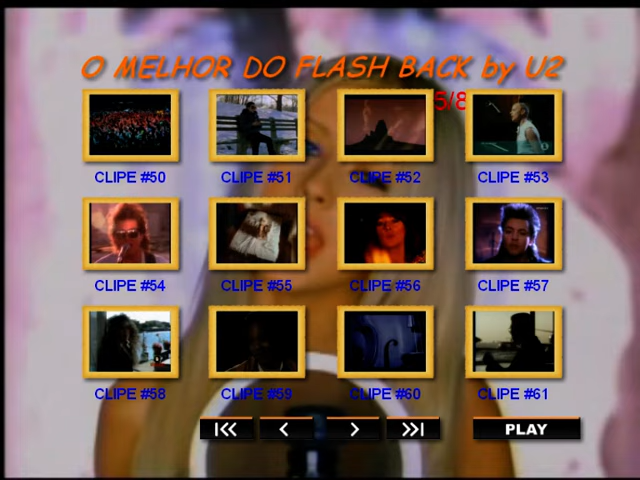 O MELHOR DO FLASH BACK by U2
5/8
CLIPE #50 CLIPE #51 CLIPE #52 CLIPE #53
CLIPE #54 CLIPE #55 CLIPE #56 CLIPE #57
CLIPE #58 CLIPE #59 CLIPE #60 CLIPE #61
PLAY